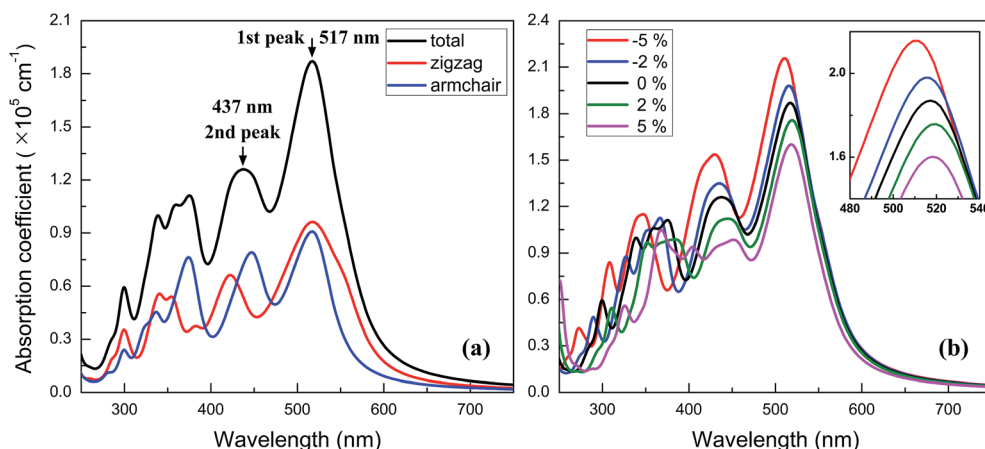 Absorption coefficient ( ×10⁵ cm⁻¹)
2.1
1.8
1.5
1.2
0.9
0.6
0.3
0.0
1st peak 517 nm
437 nm
2nd peak
total
zigzag
armchair
(a)
300 400 500 600 700
Wavelength (nm)
2.4
2.1
1.8
1.5
1.2
0.9
0.6
0.3
0.0
-5 %
-2 %
0 %
2 %
5 %
2.0
1.6
480 500 520 540
(b)
300 400 500 600 700
Wavelength (nm)